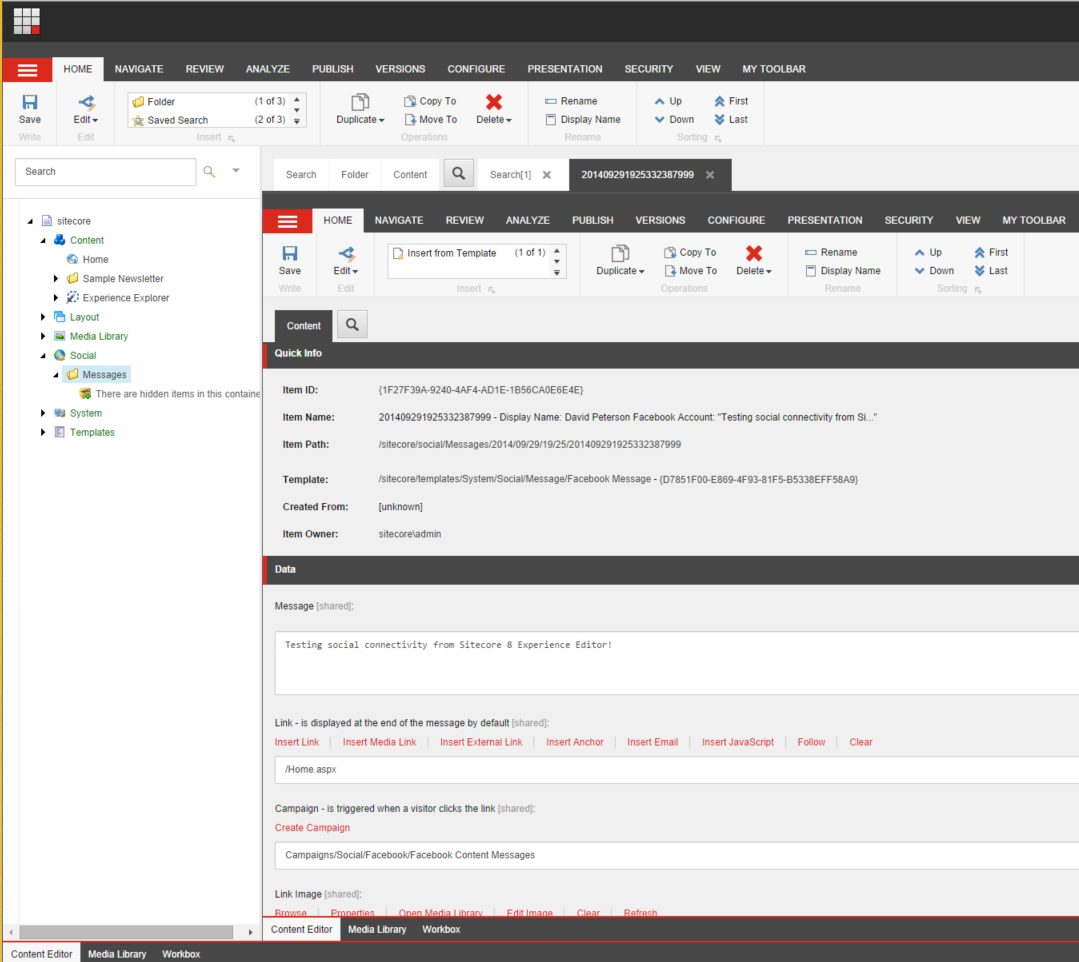 HOME NAVIGATE REVIEW ANALYZE PUBLISH VERSIONS CONFIGURE PRESENTATION SECURITY VIEW MY TOOLBAR
Folder (1 of 3) Copy To Rename Up First
Save Edit Saved Search (2 of 3) Duplicate Move To Delete Display Name Down Last
Write Edit Insert Operations Rename Sorting
Search
Search Folder Content Search[1] 201409291925332387999
sitecore
Content
Home
Sample Newsletter
Experience Explorer
Layout
Media Library
Social
Messages
There are hidden items in this containe
System
Templates
HOME NAVIGATE REVIEW ANALYZE PUBLISH VERSIONS CONFIGURE PRESENTATION SECURITY VIEW MY TOOLBAR
Insert from Template (1 of 1) Copy To Rename Up First
Save Edit Duplicate Move To Delete Display Name Down Last
Write Edit Insert Operations Rename Sorting
Content
Quick Info
Item ID: {1F27F39A-9240-4AF4-AD1E-1B56CA0E6E4E}
Item Name: 201409291925332387999 - Display Name: David Peterson Facebook Account: "Testing social connectivity from Si..."
Item Path: /sitecore/social/Messages/2014/09/29/19/25/201409291925332387999
Template: /sitecore/templates/System/Social/Message/Facebook Message - {D7851F00-E869-4F93-81F5-B5338EFF58A9}
Created From: [unknown]
Item Owner: sitecore\admin
Data
Message [shared]:
Testing social connectivity from Sitecore 8 Experience Editor!
Link - is displayed at the end of the message by default [shared]:
Insert Link Insert Media Link Insert External Link Insert Anchor Insert Email Insert JavaScript Follow Clear
/Home.aspx
Campaign - is triggered when a visitor clicks the link [shared]:
Create Campaign
Campaigns/Social/Facebook/Facebook Content Messages
Link Image [shared]:
Browse Properties Open Media Library Edit Image Clear Refresh
Content Editor Media Library Workbox
Content Editor Media Library Workbox